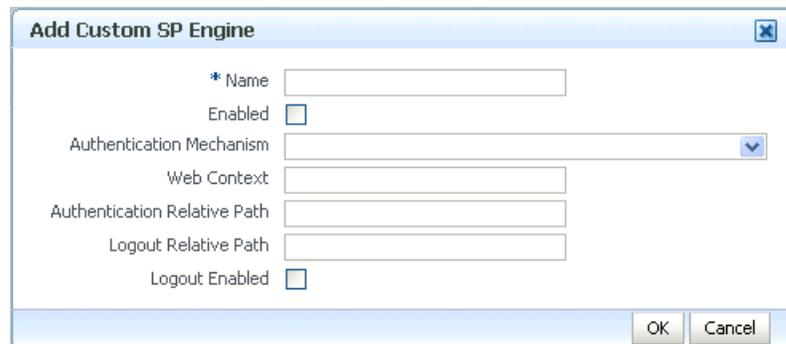 Add Custom SP Engine
* Name
Enabled
Authentication Mechanism
Web Context
Authentication Relative Path
Logout Relative Path
Logout Enabled
OK Cancel